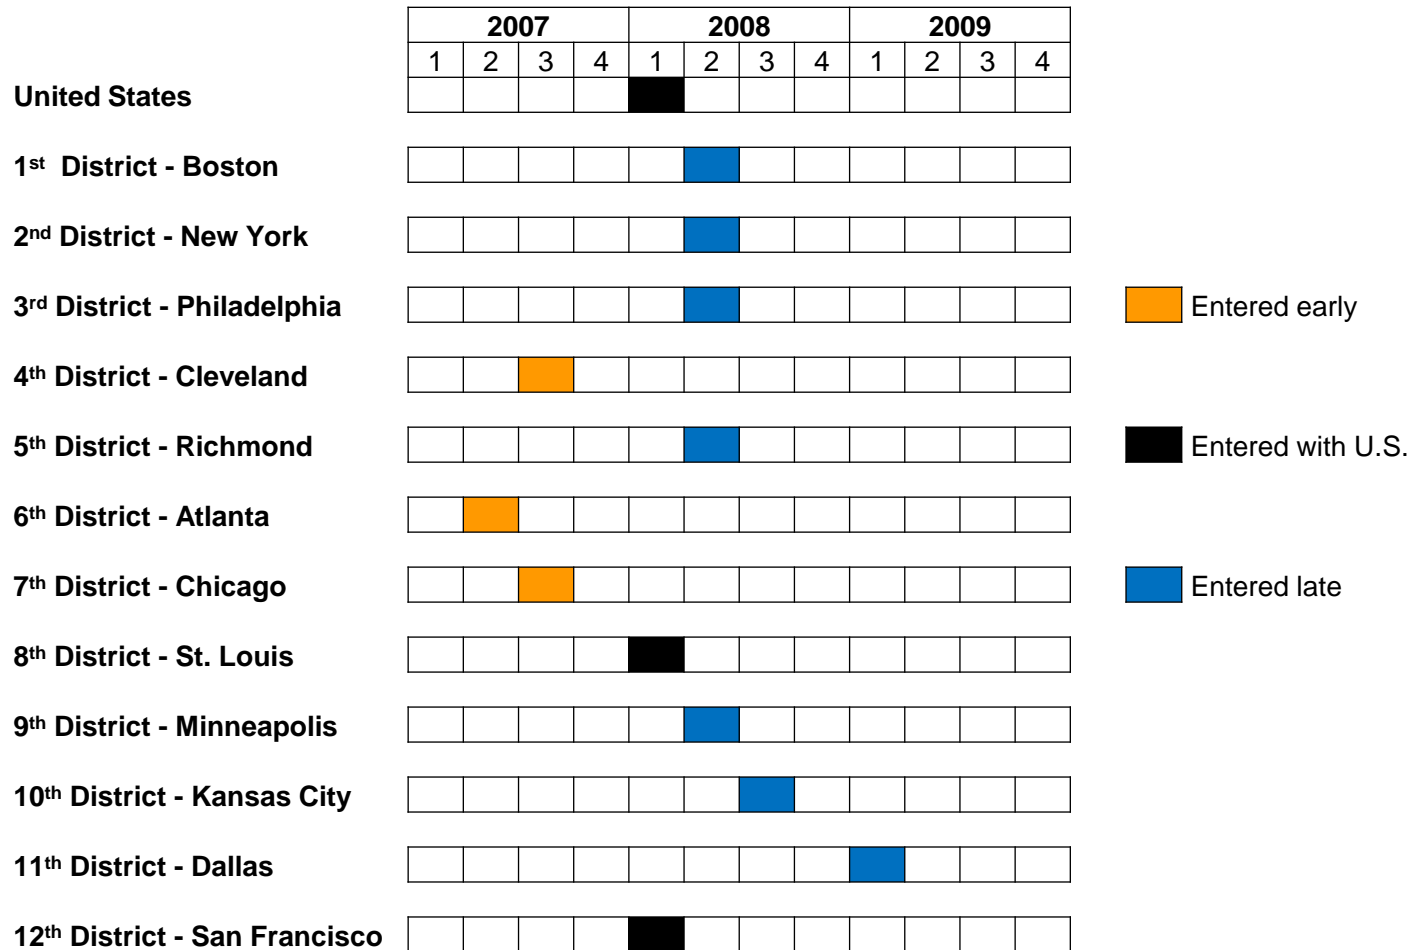 2007 2008 2009
1 2 3 4 1 2 3 4 1 2 3 4
United States
1st District - Boston
2nd District - New York
3rd District - Philadelphia
Entered early
4th District - Cleveland
5th District - Richmond
Entered with U.S.
6th District - Atlanta
7th District - Chicago
Entered late
8th District - St. Louis
9th District - Minneapolis
10th District - Kansas City
11th District - Dallas
12th District - San Francisco